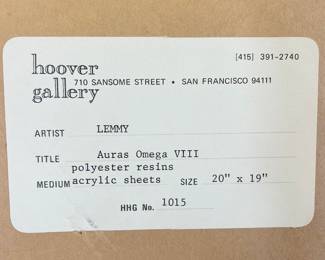 hoover
gallery
[415] 391-2740
710 SANSOME STREET • SAN FRANCISCO 94111
ARTIST LEMMY
TITLE Auras Omega VIII
polyester resins
MEDIUM acrylic sheets SIZE 20" x 19"
HHG No. 1015